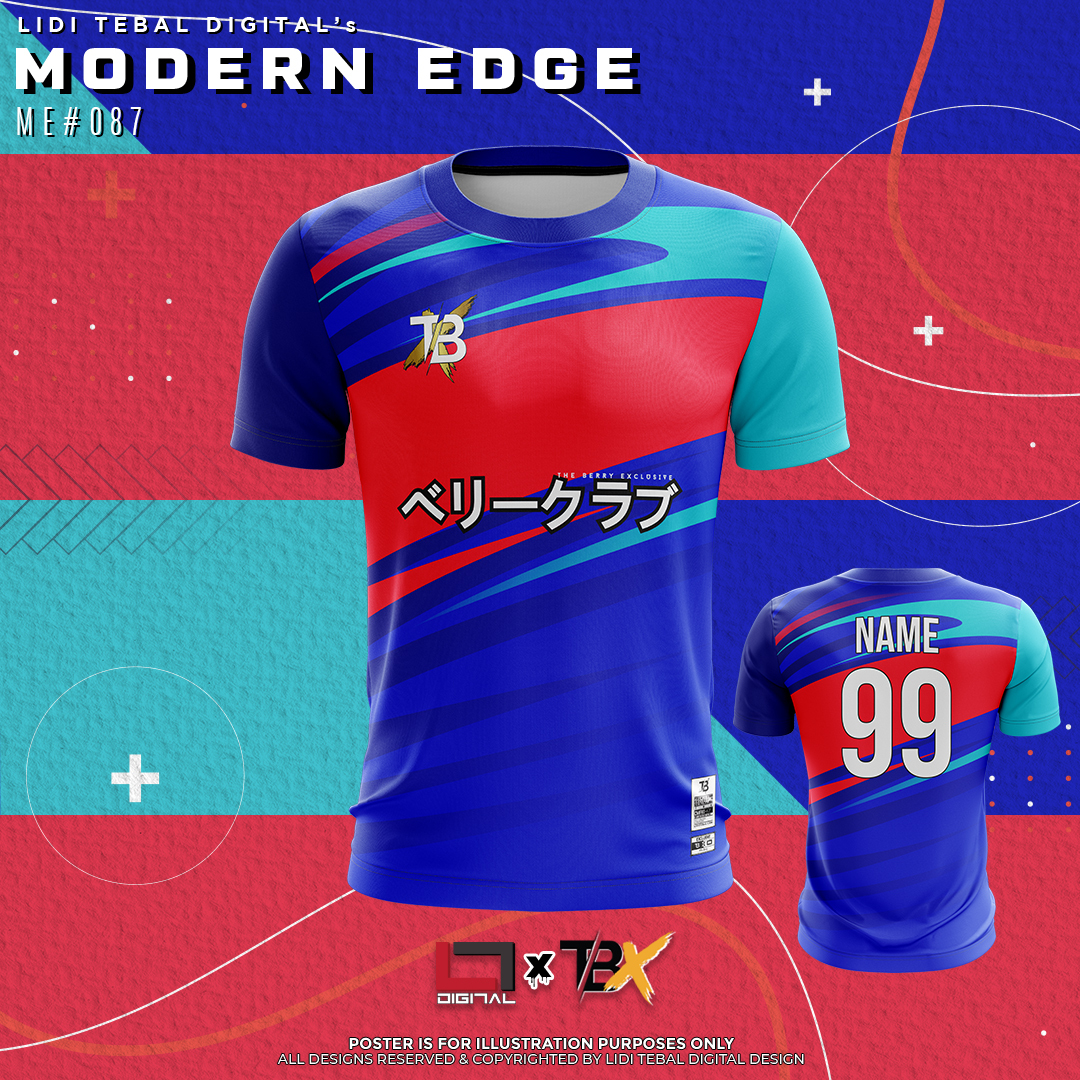 LIDI TEBAL DIGITAL's
MODERN EDGE
ME#087
TB
THE BERRY EXCLUSIVE
ベリークラブ
NAME
99
TB
DIGITAL
X
TBX
POSTER IS FOR ILLUSTRATION PURPOSES ONLY
ALL DESIGNS RESERVED & COPYRIGHTED BY LIDI TEBAL DIGITAL DESIGN